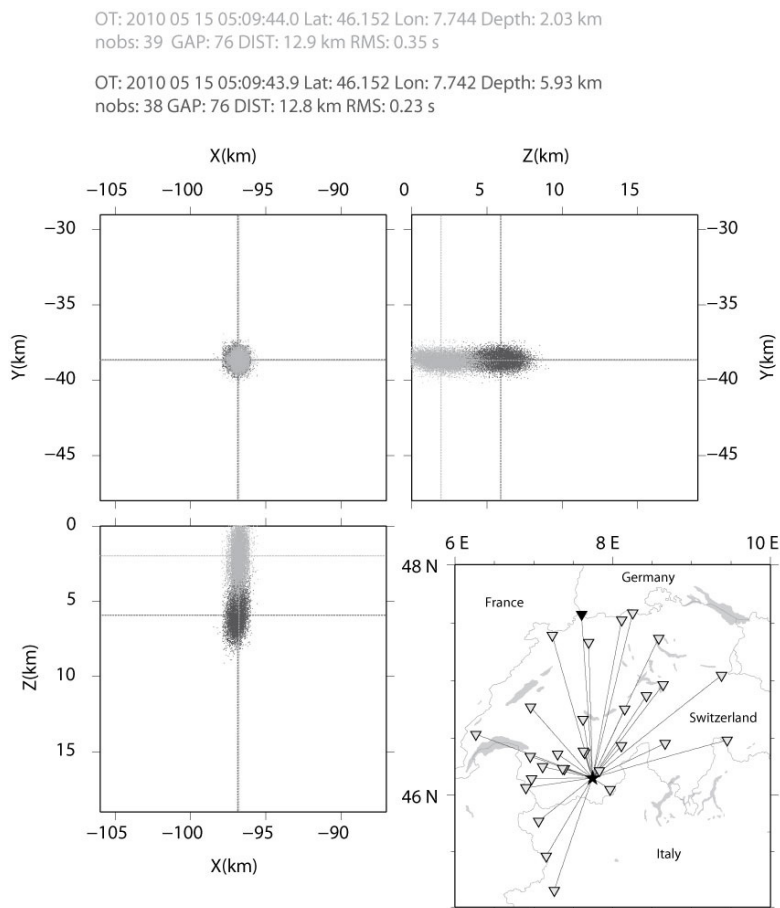 OT: 2010 05 15 05:09:44.0 Lat: 46.152 Lon: 7.744 Depth: 2.03 km
nobs: 39 GAP: 76 DIST: 12.9 km RMS: 0.35 s
OT: 2010 05 15 05:09:43.9 Lat: 46.152 Lon: 7.742 Depth: 5.93 km
nobs: 38 GAP: 76 DIST: 12.8 km RMS: 0.23 s
X(km)
−105 −100 −95 −90
Z(km)
0 5 10 15
Y(km)
−30
−35
−40
−45
−30
−35
−40
−45
Y(km)
Z(km)
0
5
10
15
−105 −100 −95 −90
X(km)
6 E 8 E 10 E
48 N
46 N
France
Germany
Switzerland
Italy